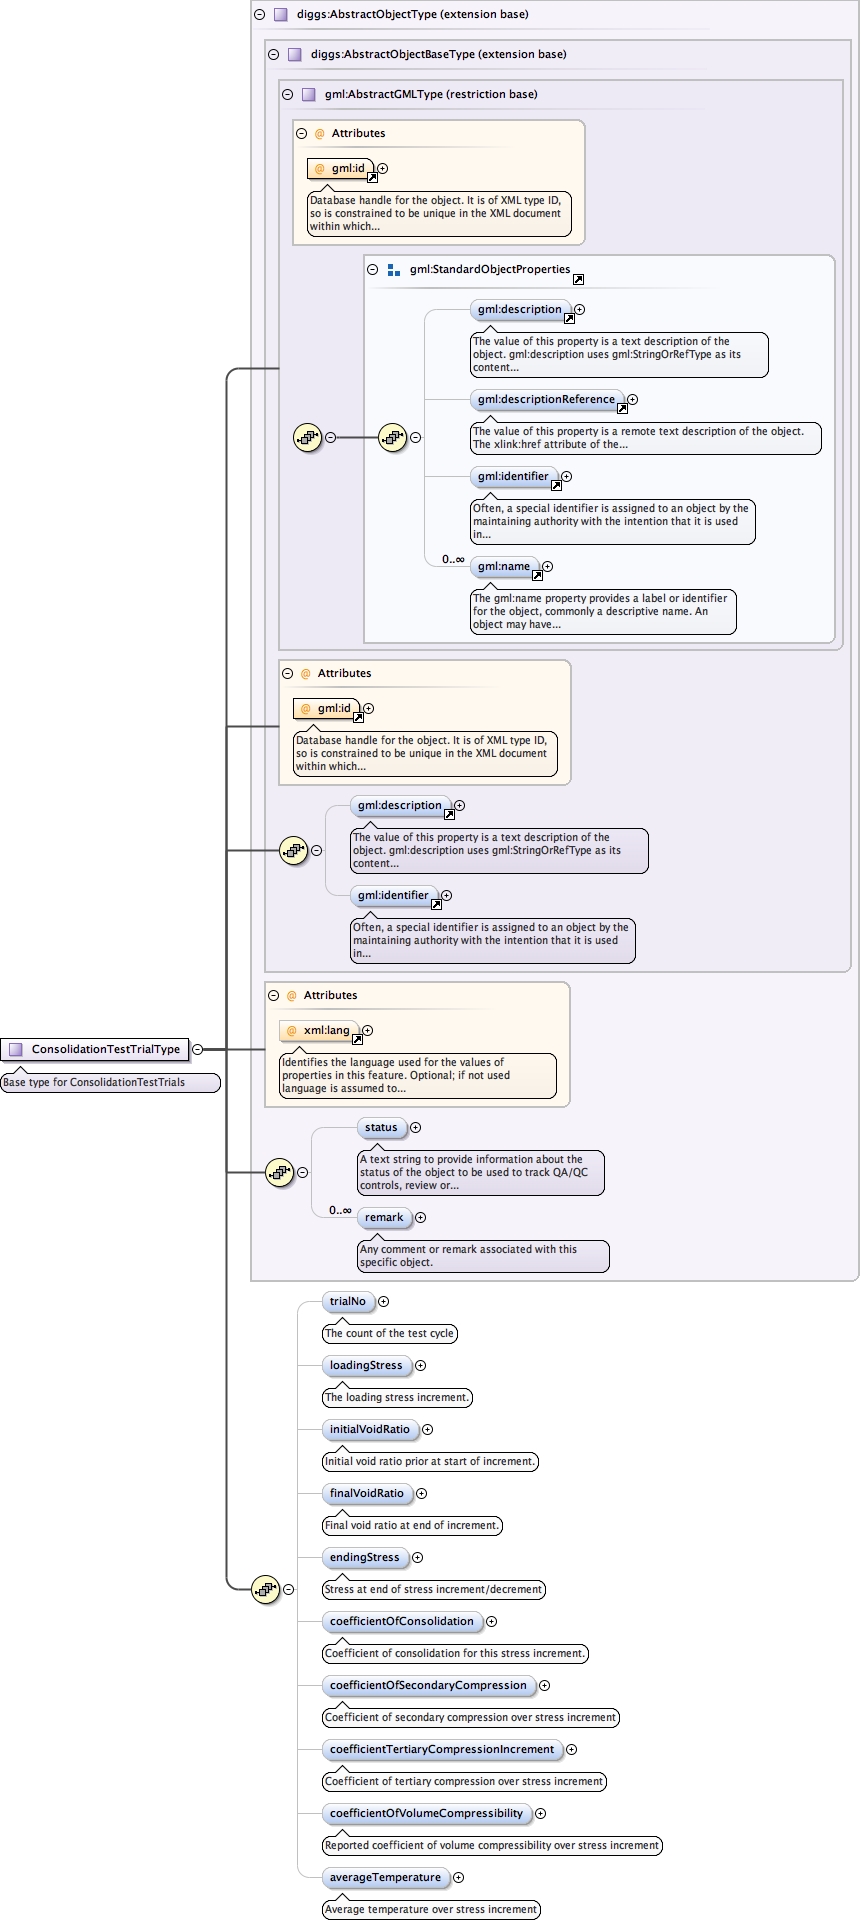 diggs:AbstractObjectType (extension base)
diggs:AbstractObjectBaseType (extension base)
gml:AbstractGMLType (restriction base)
@ Attributes
@ gml:id
Database handle for the object. It is of XML type ID,
so is constrained to be unique in the XML document
within which...
gml:StandardObjectProperties
gml:description
The value of this property is a text description of the
object. gml:description uses gml:StringOrRefType as its
content...
gml:descriptionReference
The value of this property is a remote text description of the object.
The xlink:href attribute of the...
gml:identifier
Often, a special identifier is assigned to an object by the
maintaining authority with the intention that it is used
in...
0..∞
gml:name
The gml:name property provides a label or identifier
for the object, commonly a descriptive name. An
object may have...
@ Attributes
@ gml:id
Database handle for the object. It is of XML type ID,
so is constrained to be unique in the XML document
within which...
gml:description
The value of this property is a text description of the
object. gml:description uses gml:StringOrRefType as its
content...
gml:identifier
Often, a special identifier is assigned to an object by the
maintaining authority with the intention that it is used
in...
@ Attributes
@ xml:lang
Identifies the language used for the values of
properties in this feature. Optional; if not used
language is assumed to...
ConsolidationTestTrialType
Base type for ConsolidationTestTrials
status
A text string to provide information about the
status of the object to be used to track QA/QC
controls, review or...
0..∞
remark
Any comment or remark associated with this
specific object.
trialNo
The count of the test cycle
loadingStress
The loading stress increment.
initialVoidRatio
Initial void ratio prior at start of increment.
finalVoidRatio
Final void ratio at end of increment.
endingStress
Stress at end of stress increment/decrement
coefficientOfConsolidation
Coefficient of consolidation for this stress increment.
coefficientOfSecondaryCompression
Coefficient of secondary compression over stress increment
coefficientTertiaryCompressionIncrement
Coefficient of tertiary compression over stress increment
coefficientOfVolumeCompressibility
Reported coefficient of volume compressibility over stress increment
averageTemperature
Average temperature over stress increment